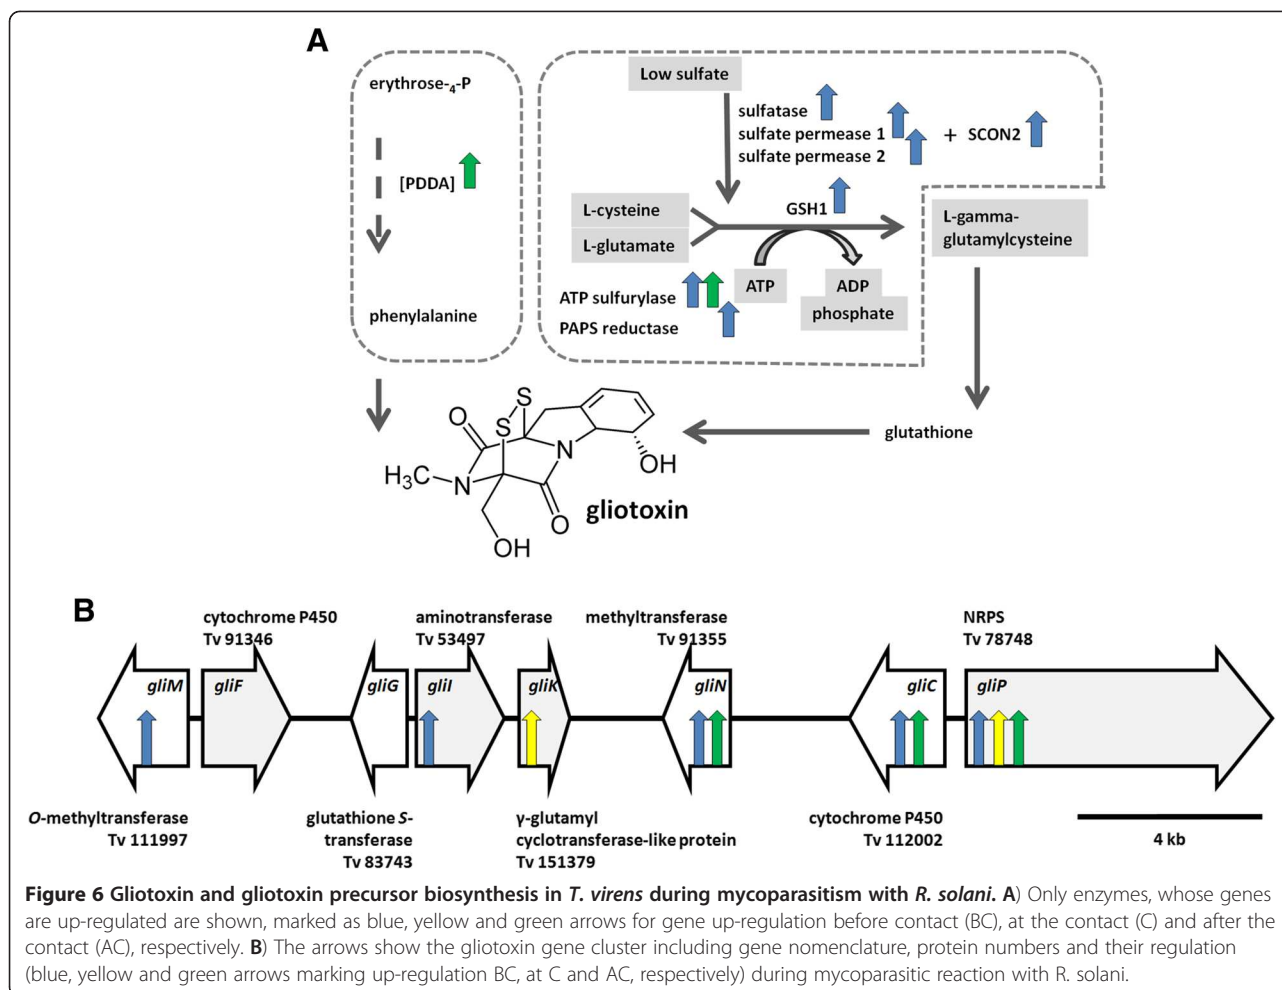 A
erythrose-4-P
[PDDA]
phenylalanine
Low sulfate
sulfatase
sulfate permease 1
sulfate permease 2
+ SCON2
GSH1
L-cysteine
L-glutamate
L-gamma-
glutamylcysteine
ATP sulfurylase
PAPS reductase
ATP
ADP
phosphate
glutathione
O
S
S
N
OH
H3C
N
O
OH
gliotoxin
B
cytochrome P450
Tv 91346
aminotransferase
Tv 53497
methyltransferase
Tv 91355
NRPS
Tv 78748
gliM
gliF
gliG
gliI
gliK
gliN
gliC
gliP
O-methyltransferase
Tv 111997
glutathione S-
transferase
Tv 83743
γ-glutamyl
cyclotransferase-like protein
Tv 151379
cytochrome P450
Tv 112002
4 kb
Figure 6 Gliotoxin and gliotoxin precursor biosynthesis in T. virens during mycoparasitism with R. solani. A) Only enzymes, whose genes
are up-regulated are shown, marked as blue, yellow and green arrows for gene up-regulation before contact (BC), at the contact (C) and after the
contact (AC), respectively. B) The arrows show the gliotoxin gene cluster including gene nomenclature, protein numbers and their regulation
(blue, yellow and green arrows marking up-regulation BC, at C and AC, respectively) during mycoparasitic reaction with R. solani.